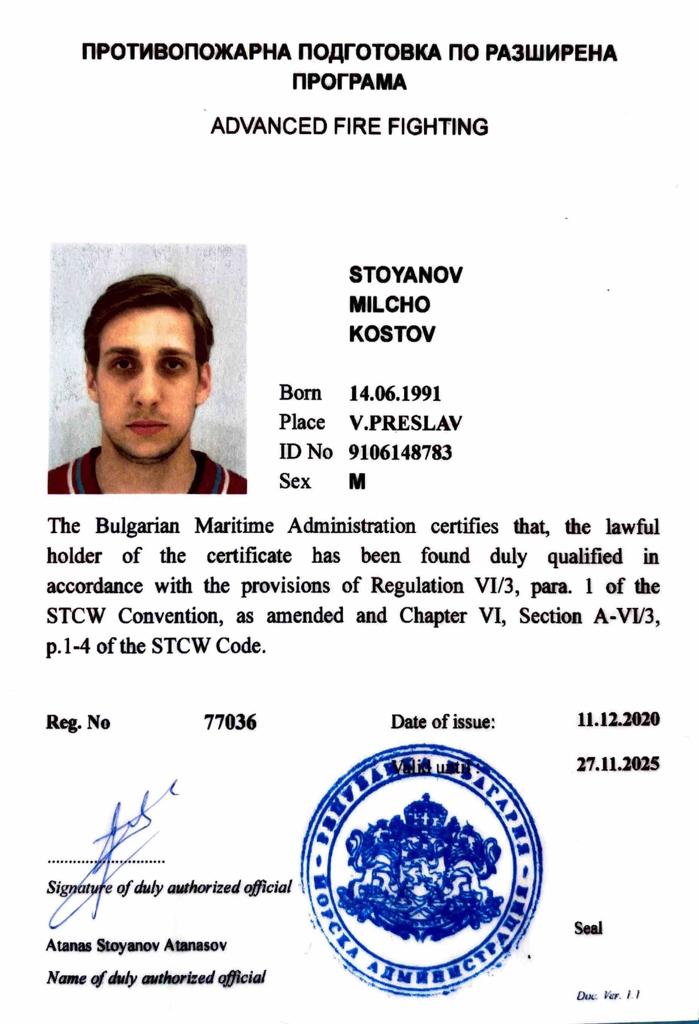 ПРОТИВОПОЖАРНА ПОДГОТОВКА ПО РАЗШИРЕНА
ПРОГРАМА
ADVANCED FIRE FIGHTING
STOYANOV
MILCHO
KOSTOV
Born 14.06.1991
Place V.PRESLAV
ID No 9106148783
Sex M
The Bulgarian Maritime Administration certifies that, the lawful
holder of the certificate has been found duly qualified in
accordance with the provisions of Regulation VI/3, para. 1 of the
STCW Convention, as amended and Chapter VI, Section A-VI/3,
p.1-4 of the STCW Code.
Reg. No 77036 Date of issue: 11.12.2020
Valid until : 27.11.2025
РЕПУБЛИКА БЪЛГАРИЯ
МОРСКА АДМИНИСТРАЦИЯ
Signature of duly authorized official
Seal
Atanas Stoyanov Atanasov
Name of duly authorized official
Doc. Ver. 1.1